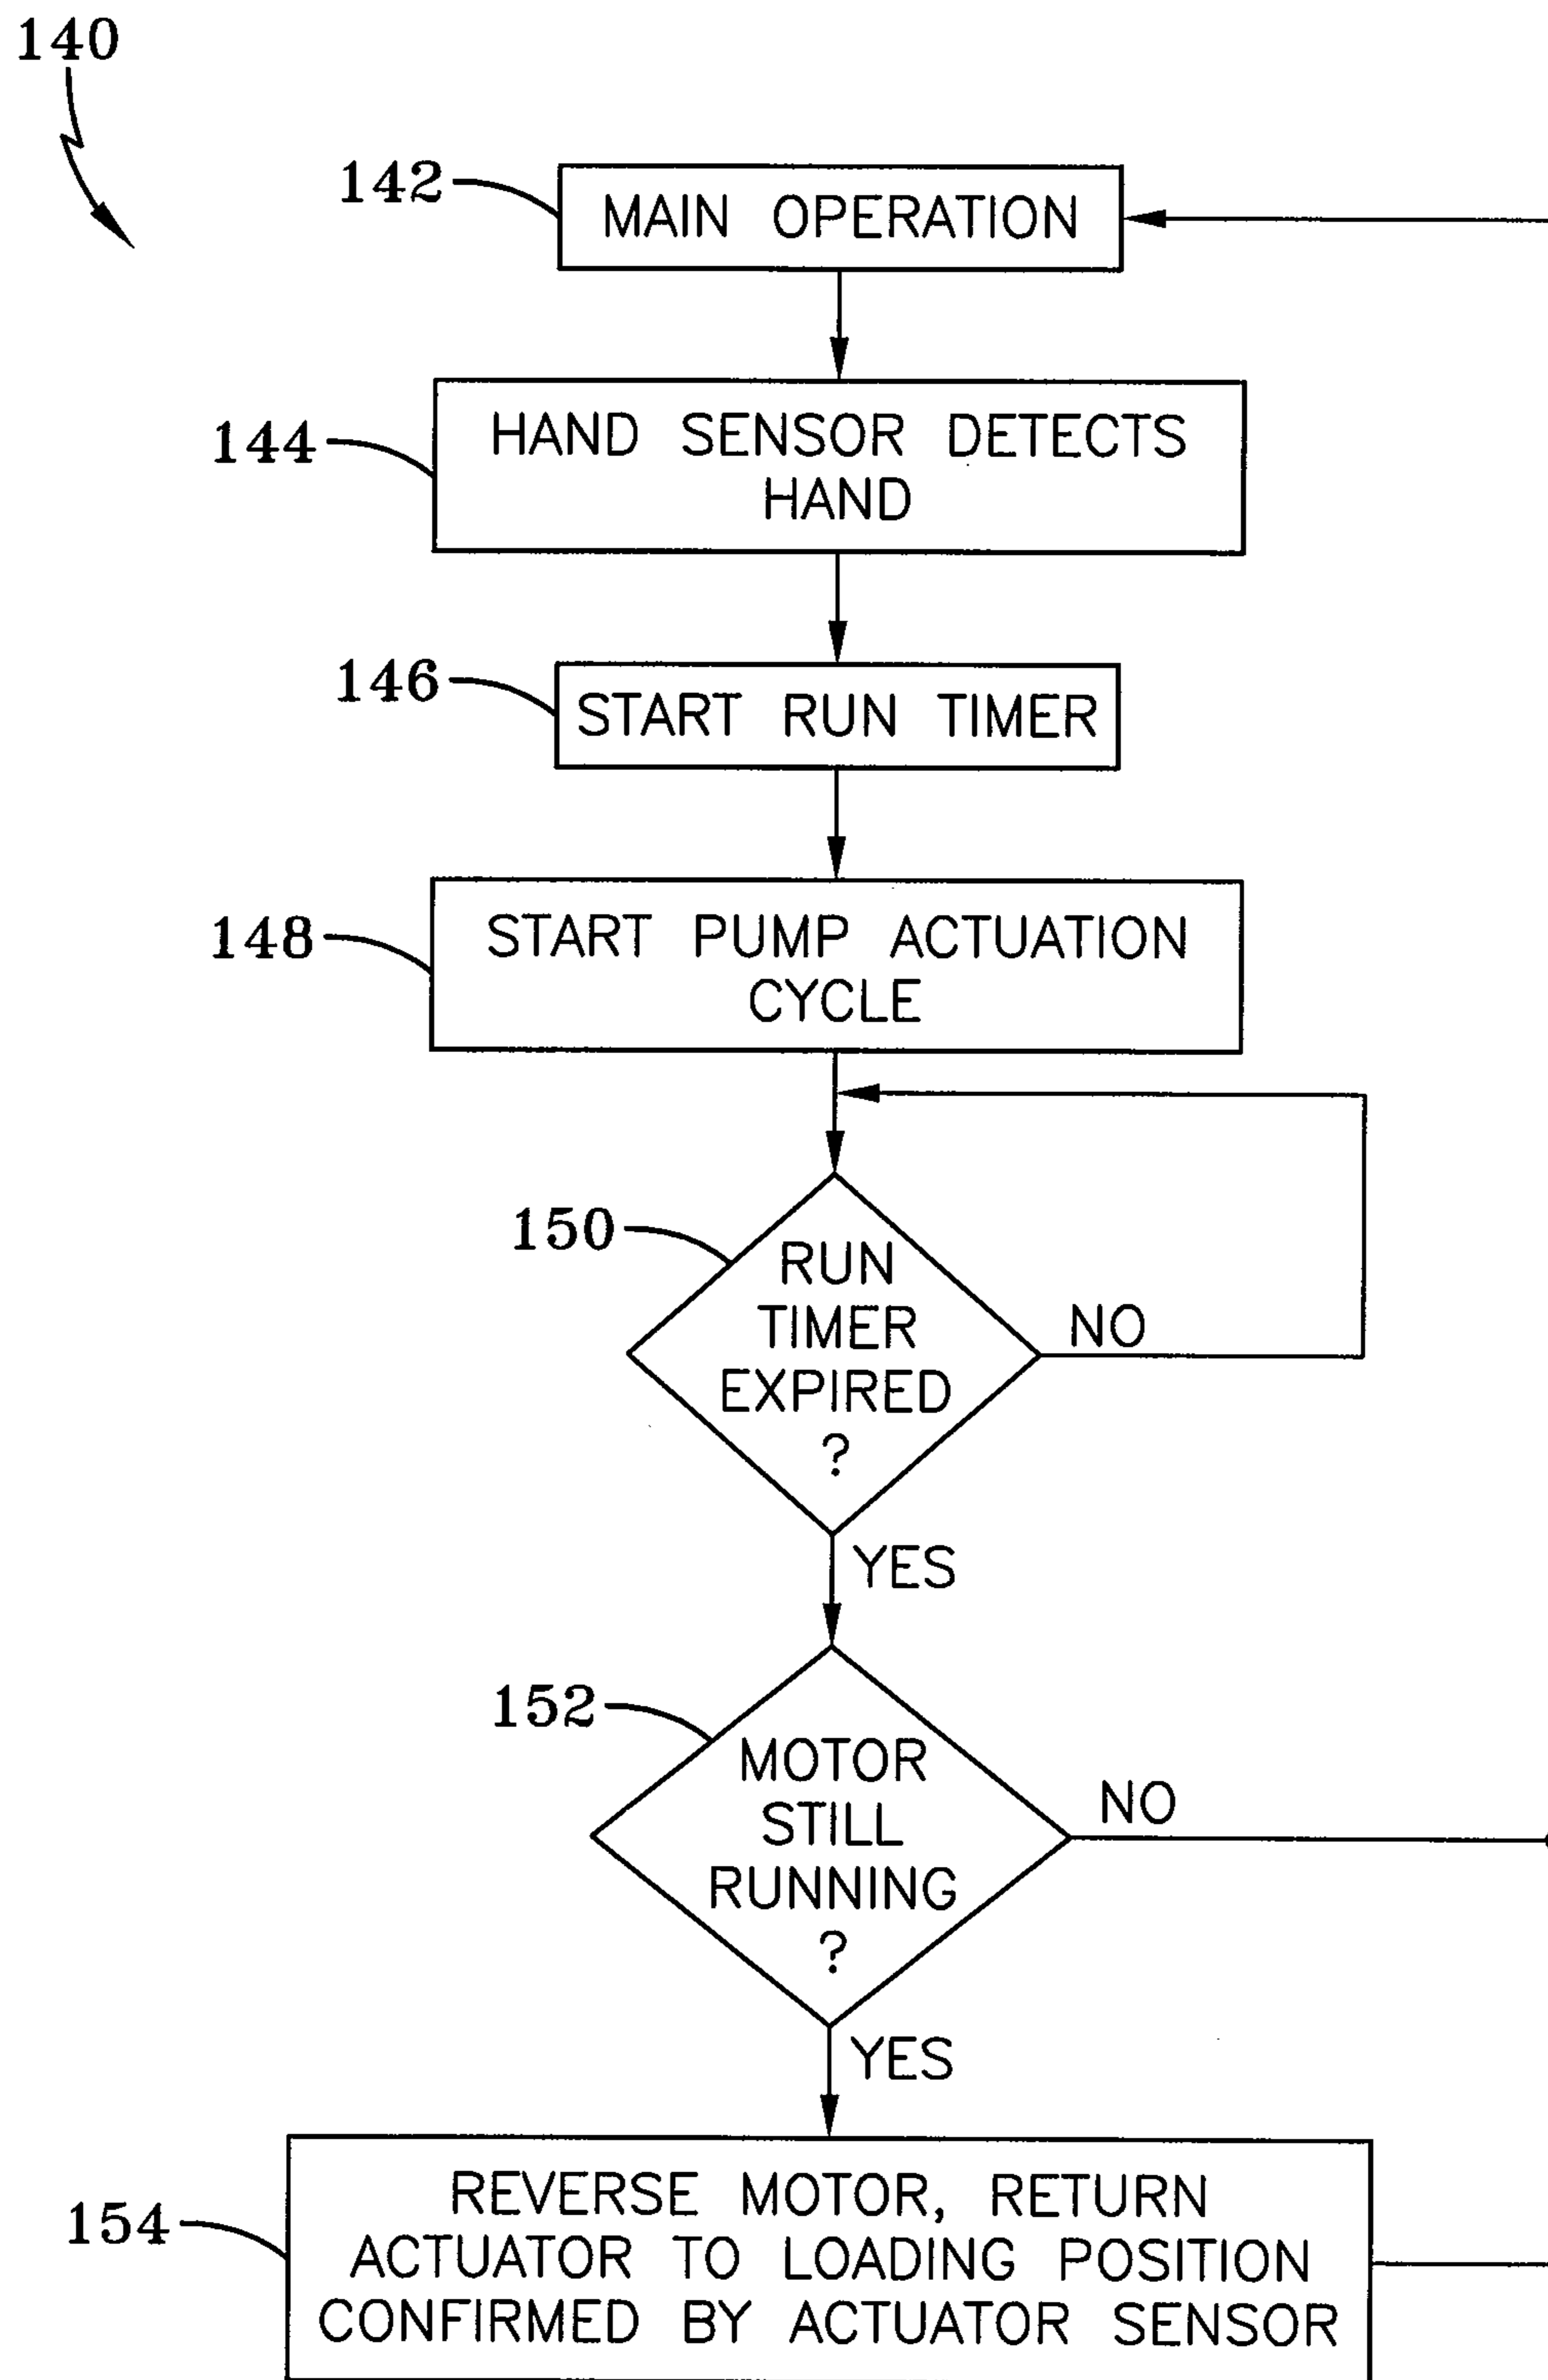 140
142
MAIN OPERATION
144
HAND SENSOR DETECTS
HAND
146
START RUN TIMER
148
START PUMP ACTUATION
CYCLE
150
RUN
TIMER
EXPIRED
?
NO
YES
152
MOTOR
STILL
RUNNING
?
NO
YES
154
REVERSE MOTOR, RETURN
ACTUATOR TO LOADING POSITION
CONFIRMED BY ACTUATOR SENSOR